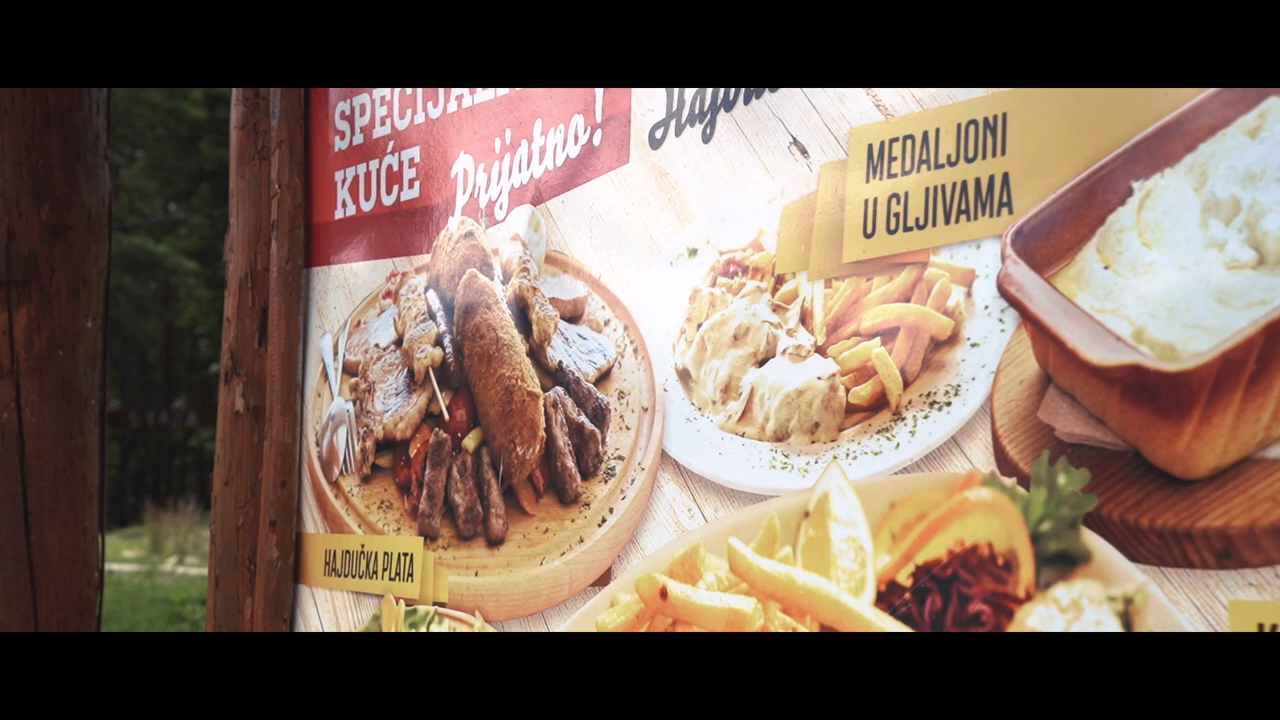 KUĆE
Prijatno!
MEDALJONI
U GLJIVAMA
HAJDUČKA PLATA